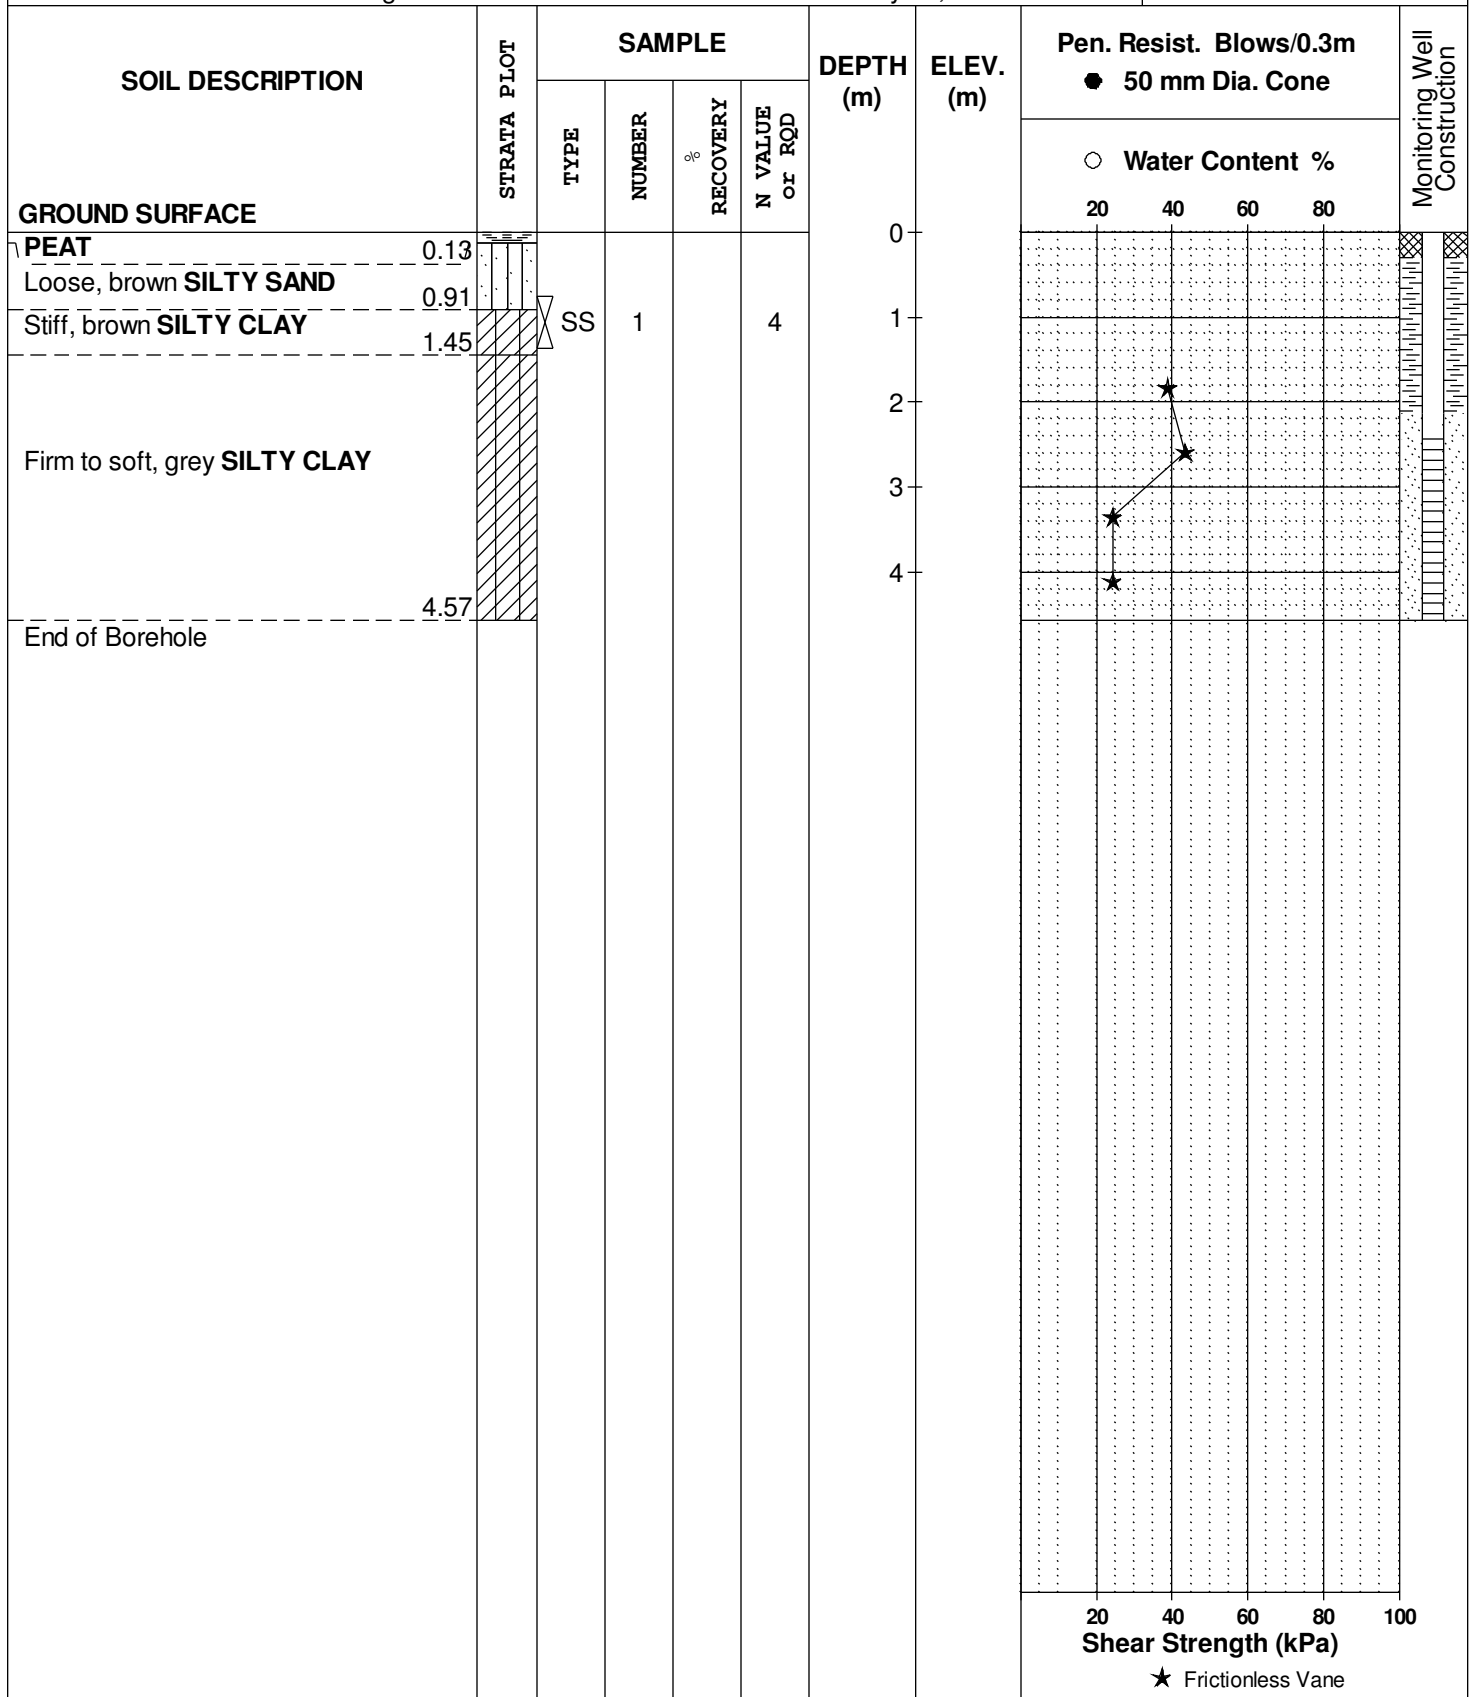 SOIL DESCRIPTION
GROUND SURFACE
STRATA PLOT
SAMPLE
TYPE
NUMBER
% RECOVERY
N VALUE
or RQD
DEPTH
(m)
ELEV.
(m)
Pen. Resist. Blows/0.3m
● 50 mm Dia. Cone
○ Water Content %
20 40 60 80
Monitoring Well
Construction
PEAT 0.13
Loose, brown SILTY SAND
0.91
Stiff, brown SILTY CLAY
1.45
SS 1 4
Firm to soft, grey SILTY CLAY
4.57
End of Borehole
0
1
2
3
4
20 40 60 80 100
Shear Strength (kPa)
★ Frictionless Vane